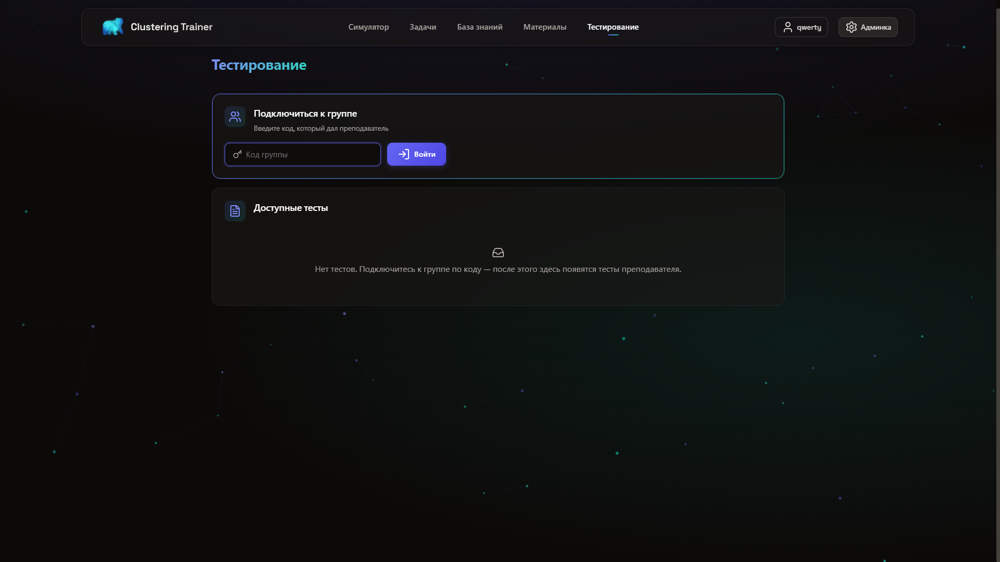 Clustering Trainer
Симулятор
Задачи
База знаний
Материалы
Тестирование
qwerty
Админка
Тестирование
Подключиться к группе
Введите код, который дал преподаватель
Код группы
Войти
Доступные тесты
Нет тестов. Подключитесь к группе по коду — после этого здесь появятся тесты преподавателя.